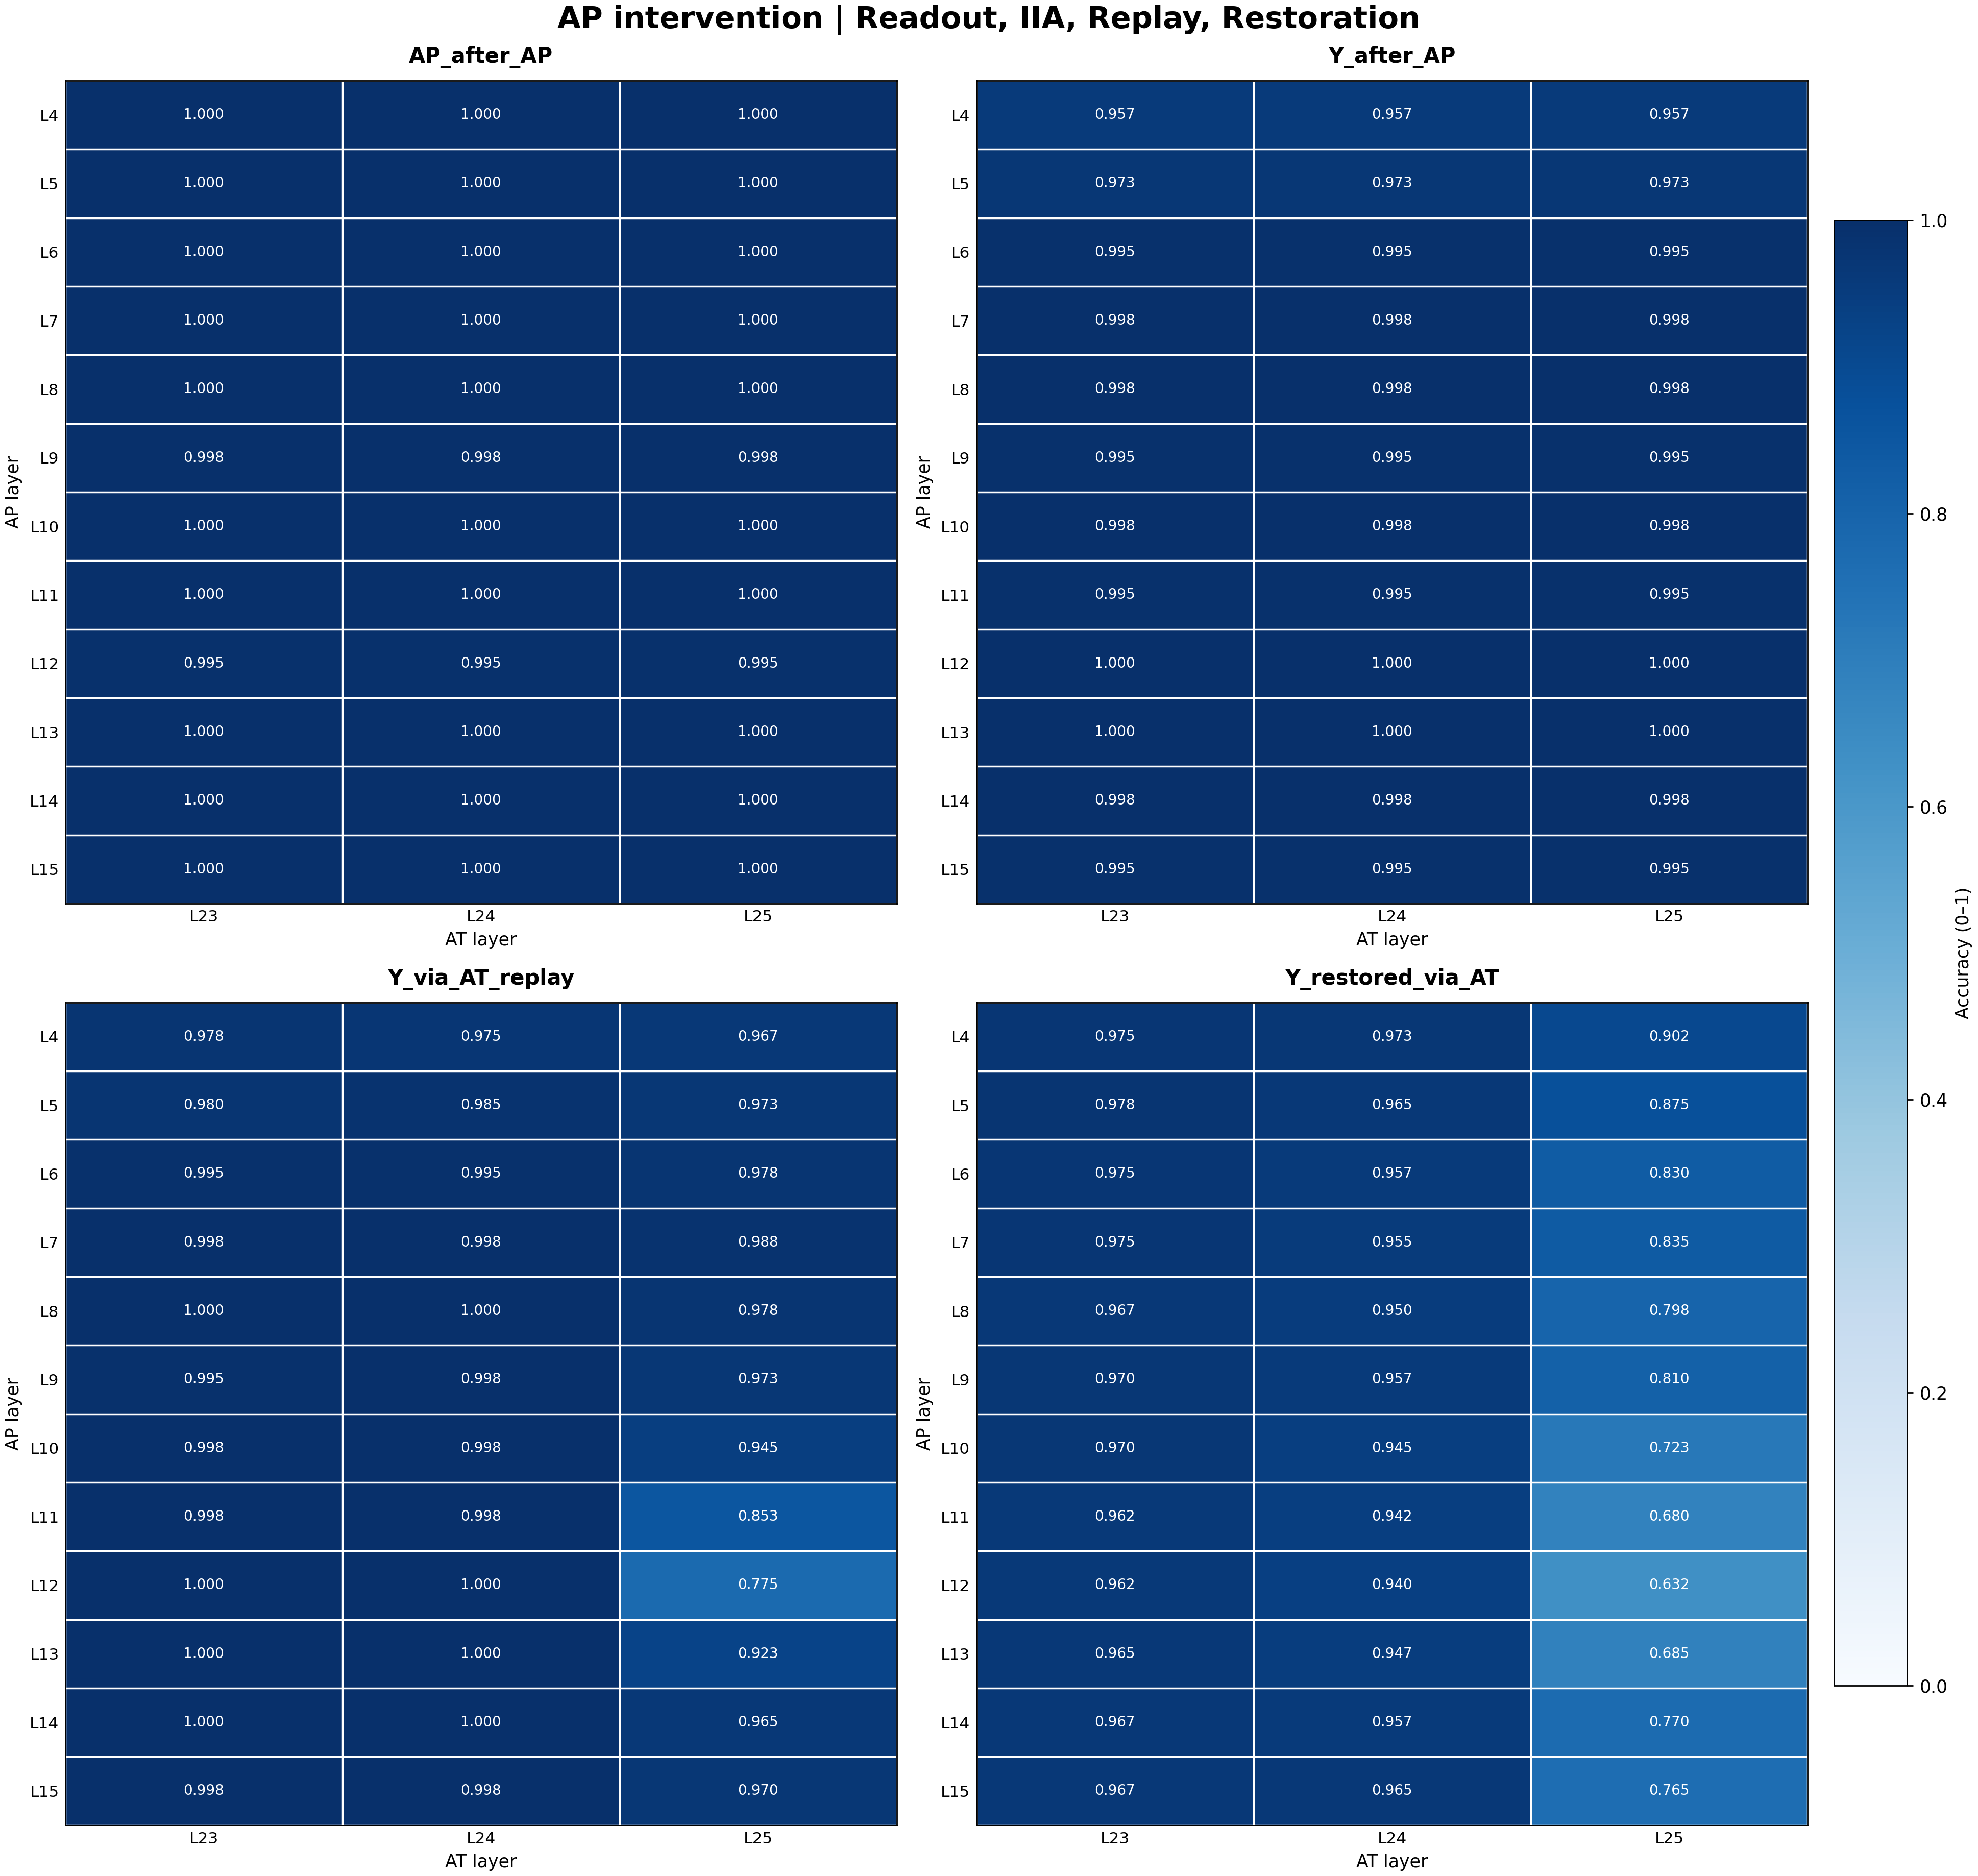 AP intervention | Readout, IIA, Replay, Restoration
AP_after_AP
AP layer
L4 1.000 1.000 1.000
L5 1.000 1.000 1.000
L6 1.000 1.000 1.000
L7 1.000 1.000 1.000
L8 1.000 1.000 1.000
L9 0.998 0.998 0.998
L10 1.000 1.000 1.000
L11 1.000 1.000 1.000
L12 0.995 0.995 0.995
L13 1.000 1.000 1.000
L14 1.000 1.000 1.000
L15 1.000 1.000 1.000
L23 L24 L25
AT layer
Y_after_AP
AP layer
L4 0.957 0.957 0.957
L5 0.973 0.973 0.973
L6 0.995 0.995 0.995
L7 0.998 0.998 0.998
L8 0.998 0.998 0.998
L9 0.995 0.995 0.995
L10 0.998 0.998 0.998
L11 0.995 0.995 0.995
L12 1.000 1.000 1.000
L13 1.000 1.000 1.000
L14 0.998 0.998 0.998
L15 0.995 0.995 0.995
L23 L24 L25
AT layer
Y_via_AT_replay
AP layer
L4 0.978 0.975 0.967
L5 0.980 0.985 0.973
L6 0.995 0.995 0.978
L7 0.998 0.998 0.988
L8 1.000 1.000 0.978
L9 0.995 0.998 0.973
L10 0.998 0.998 0.945
L11 0.998 0.998 0.853
L12 1.000 1.000 0.775
L13 1.000 1.000 0.923
L14 1.000 1.000 0.965
L15 0.998 0.998 0.970
L23 L24 L25
AT layer
Y_restored_via_AT
AP layer
L4 0.975 0.973 0.902
L5 0.978 0.965 0.875
L6 0.975 0.957 0.830
L7 0.975 0.955 0.835
L8 0.967 0.950 0.798
L9 0.970 0.957 0.810
L10 0.970 0.945 0.723
L11 0.962 0.942 0.680
L12 0.962 0.940 0.632
L13 0.965 0.947 0.685
L14 0.967 0.957 0.770
L15 0.967 0.965 0.765
L23 L24 L25
AT layer
1.0
0.8
0.6
0.4
0.2
0.0
Accuracy (0–1)